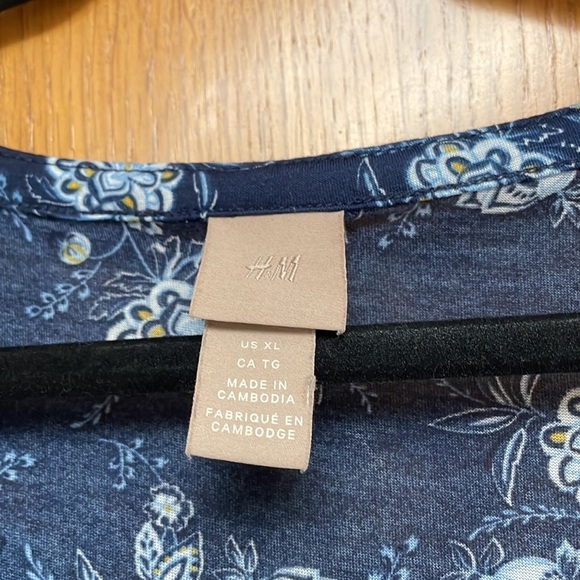 H&M
US XL
CA TG
MADE IN
CAMBODIA
FABRIQUÉ EN
CAMBODGE